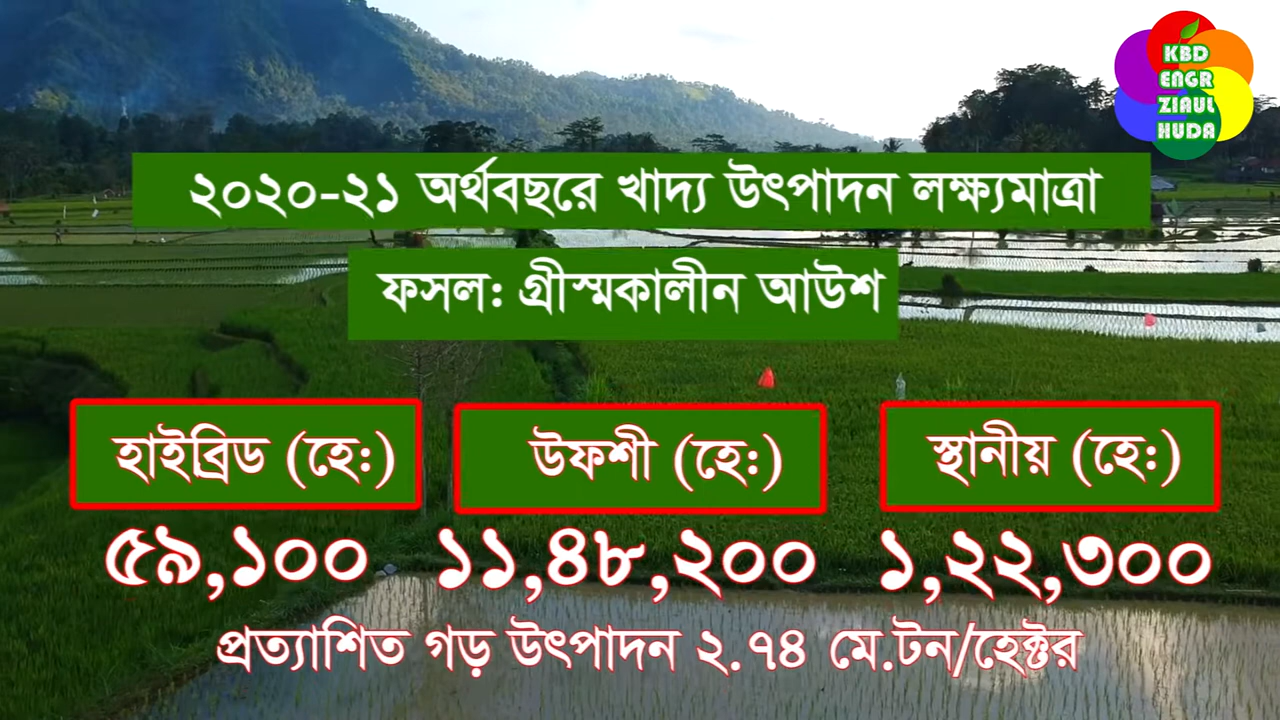 KBD
ENGR
ZIAUL
HUDA
২০২০-২১ অর্থবছরে খাদ্য উৎপাদন লক্ষ্যমাত্রা
ফসল: গ্রীস্মকালীন আউশ
হাইব্রিড (হে:) উফশী (হে:) স্থানীয় (হে:)
৫৯,১০০ ১১,৪৮,২০০ ১,২২,৩০০
প্রত্যাশিত গড় উৎপাদন ২.৭৪ মে.টন/হেক্টর